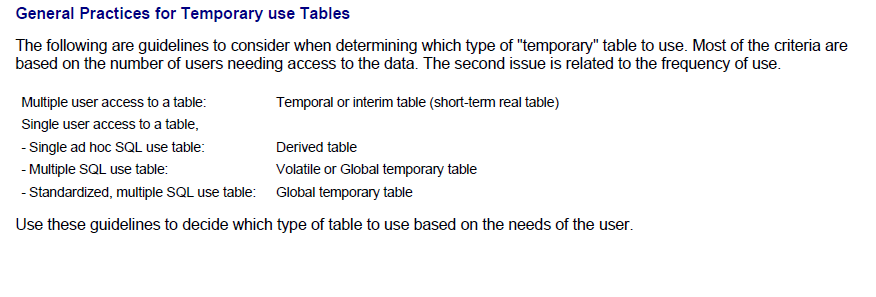 General Practices for Temporary use Tables
The following are guidelines to consider when determining which type of "temporary" table to use. Most of the criteria are
based on the number of users needing access to the data. The second issue is related to the frequency of use.
Multiple user access to a table: Temporal or interim table (short-term real table)
Single user access to a table,
- Single ad hoc SQL use table: Derived table
- Multiple SQL use table: Volatile or Global temporary table
- Standardized, multiple SQL use table: Global temporary table
Use these guidelines to decide which type of table to use based on the needs of the user.